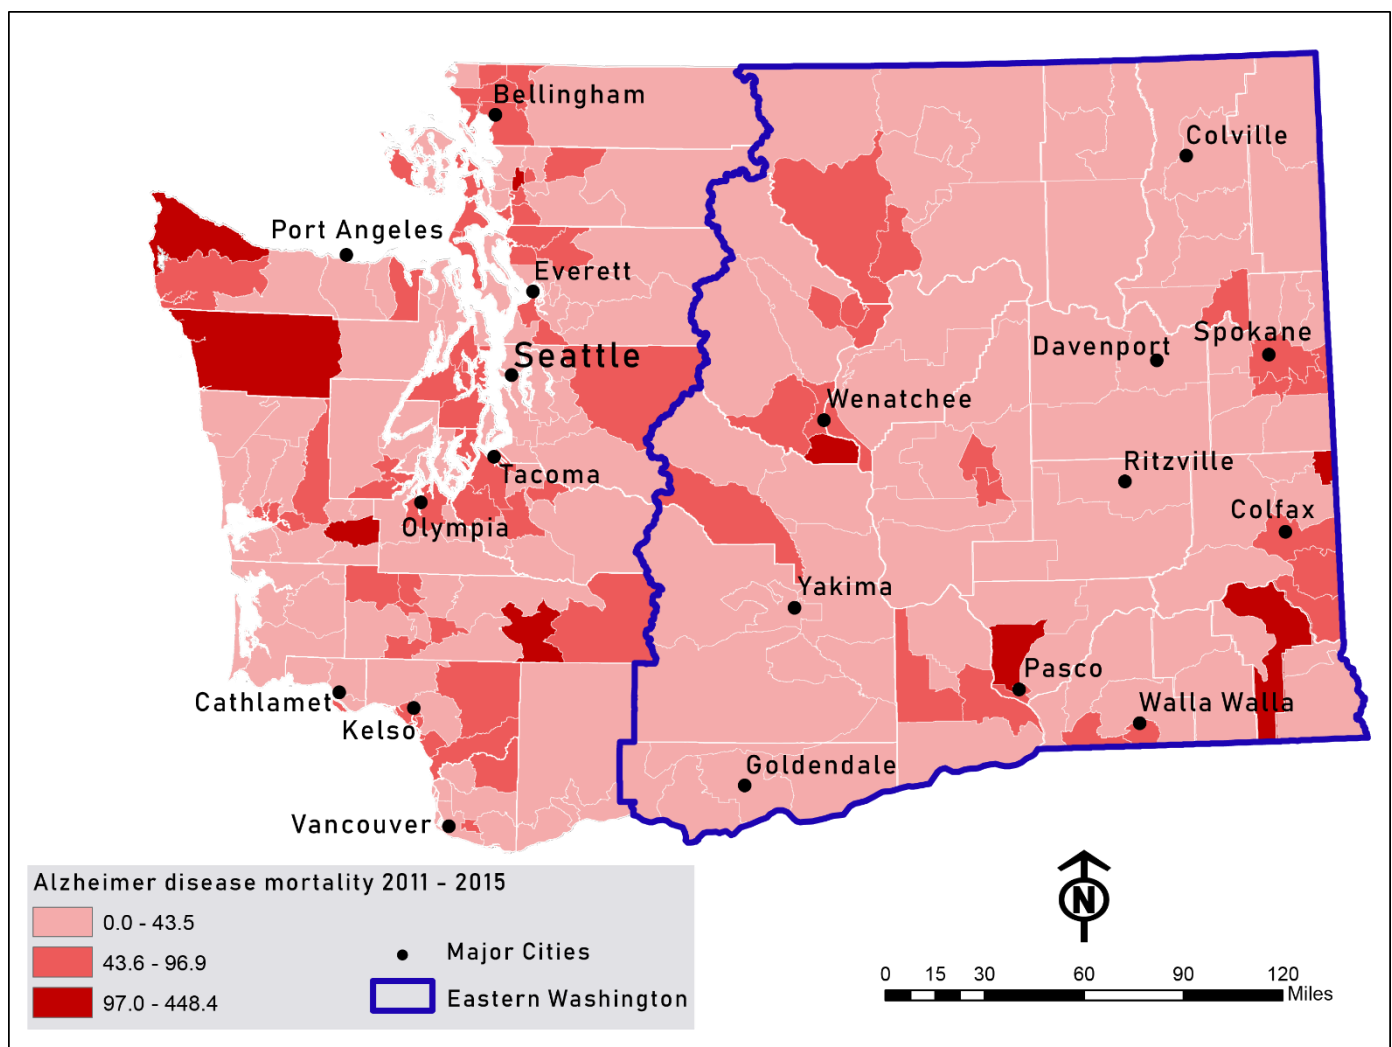 Bellingham
Colville
Port Angeles
Everett
Spokane
Davenport
Seattle
Wenatchee
Ritzville
Tacoma
Colfax
Olympia
Yakima
Pasco
Cathlamet
Walla Walla
Kelso
Goldendale
Vancouver
Alzheimer disease mortality 2011 - 2015
0.0 - 43.5
43.6 - 96.9
97.0 - 448.4
Major Cities
Eastern Washington
N
0 15 30 60 90 120
Miles